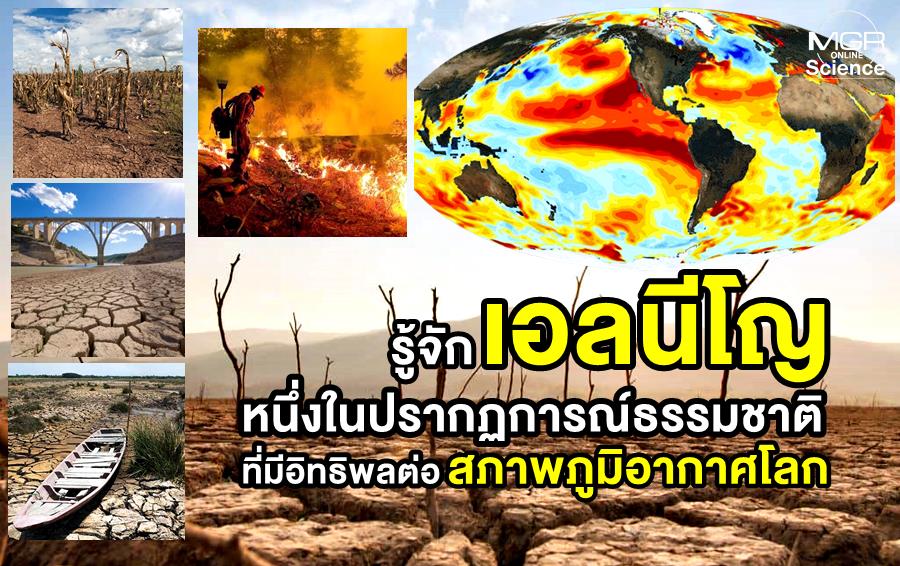 MGR
ONLINE
Science
รู้จัก เอลนีโญ
หนึ่งในปรากฏการณ์ธรรมชาติ
ที่มีอิทธิพลต่อ สภาพภูมิอากาศโลก